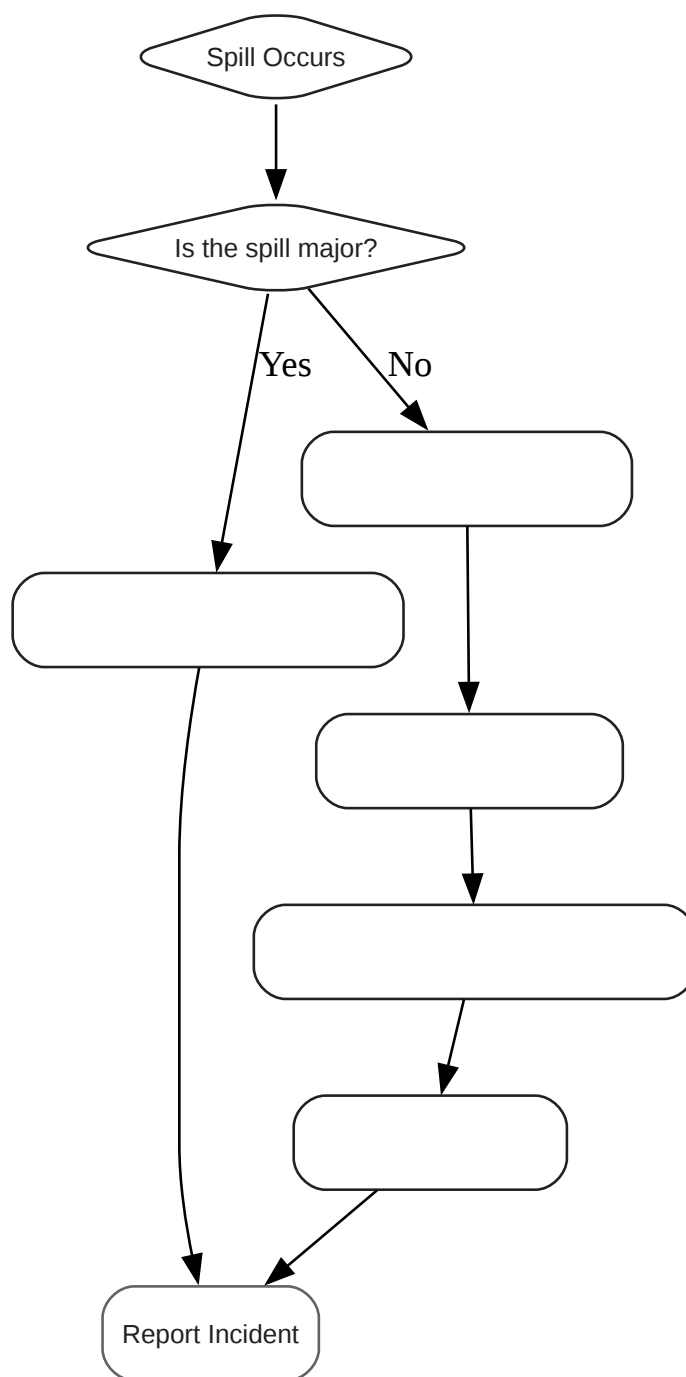 Spill Occurs
Is the spill major?
Yes
No
Report Incident